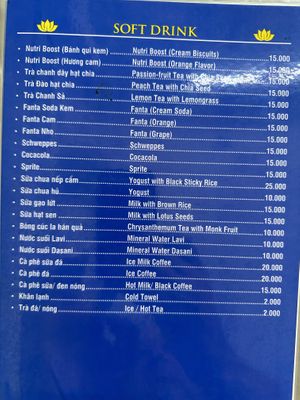 SOFT DRINK
Nutri Boost (Bánh qui kem) Nutri Boost (Cream Biscuits) 15.000
Nutri Boost (Hương cam) Nutri Boost (Orange Flavor) 15.000
Trà chanh dây hạt chia Passion-fruit Tea with
Trà Đào hạt chia Peach Tea with Chia Seed 15.000
Trà Chanh Sả Lemon Tea with Lemongrass 15.000
Fanta Soda Kem Fanta (Cream Soda) 15.000
Fanta Cam Fanta (Orange) 15.000
Fanta Nho Fanta (Grape) 15.000
Schweppes Schweppes 15.000
Cocacola Cocacola 15.000
Sprite Sprite 15.000
Sữa chua nếp cẩm Yogust with Black Sticky Rice 25.000
Sữa chua hủ Yogust 10.000
Sữa gạo lứt Milk with Brown Rice 15.000
Sữa hạt sen Milk with Lotus Seeds 15.000
Bông cúc la hán quả Chrysanthemum Tea with Monk Fruit 10.000
Nước suối Lavi Mineral Water Lavi 10.000
Nước suối Dasani Mineral Water Dasani 10.000
Cà phê sữa đá Ice Milk Coffee 20.000
Cà phê đá Ice Coffee 20.000
Cà phê sữa/ đen nóng Hot Milk/ Black Coffee 15.000
Khăn lạnh Cold Towel 2.000
Trà đá/ nóng Ice / Hot Tea 2.000